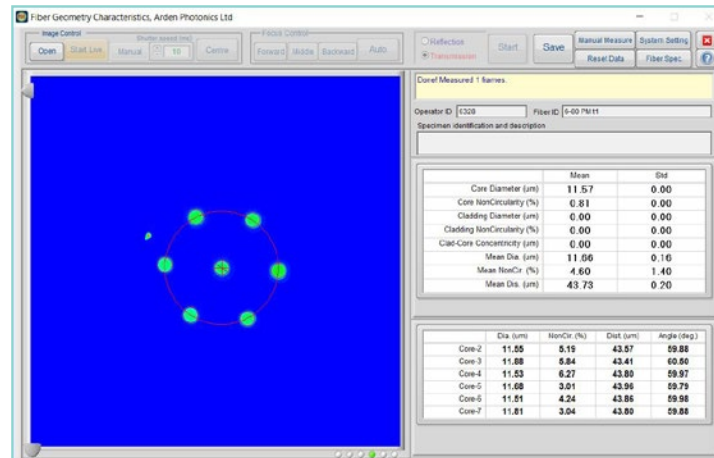 Fiber Geometry Characteristics, Arden Photonics Ltd
Image Control
Open
Start Live
Shutter speed (ms)
Manual
10
Centre
Focus Control
Forward
Middle
Backward
Auto
Reflection
Transmission
Start
Save
Manual Measure
System Setting
Reset Data
Fiber Spec.
Done! Measured 1 frames.
Operator ID
Fiber ID
Specimen identification and description
Mean Std
Core Diameter (um) 11.57 0.00
Core NonCircularity (%) 0.81 0.00
Cladding Diameter (um) 0.00 0.00
Cladding NonCircularity (%) 0.00 0.00
Clad-Core Concentricity (um) 0.00 0.00
Mean Dia. (um) 11.66 0.16
Mean NonCir. (%) 4.60 1.40
Mean Dis. (um) 43.73 0.20
Dia. (um) NonCir. (%) Dist. (um) Angle (deg.)
Core-2 11.55 5.19 43.57 59.88
Core-3 11.88 5.84 43.41 60.50
Core-4 11.53 6.27 43.80 59.97
Core-5 11.68 3.01 43.96 59.79
Core-6 11.51 4.24 43.86 59.98
Core-7 11.81 3.04 43.80 59.88